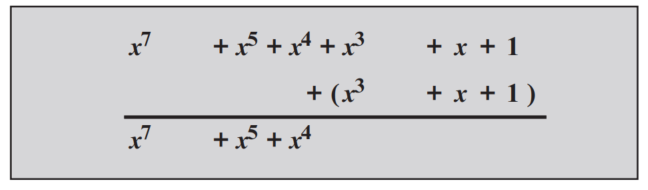 x⁷ + x⁵ + x⁴ + x³ + x + 1
+ (x³ + x + 1)
x⁷ + x⁵ + x⁴